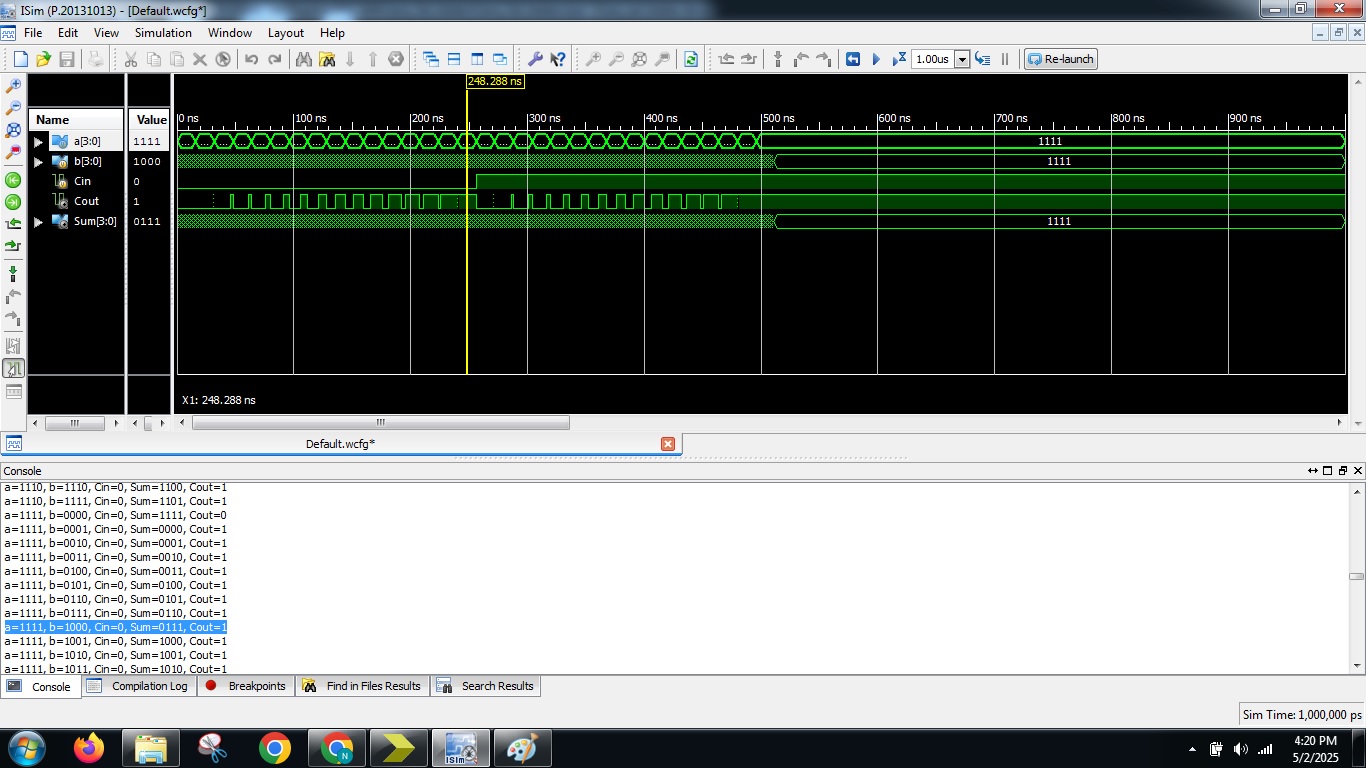 ISim (P.20131013) - [Default.wcfg*]
File Edit View Simulation Window Layout Help
1.00us Re-launch
248.288 ns
Name Value
0 ns 100 ns 200 ns 300 ns 400 ns 500 ns 600 ns 700 ns 800 ns 900 ns
a[3:0] 1111 1111
b[3:0] 1000 1111
Cin 0
Cout 1
Sum[3:0] 0111 1111
X1: 248.288 ns
Default.wcfg*
Console
a=1110, b=1110, Cin=0, Sum=1100, Cout=1
a=1110, b=1111, Cin=0, Sum=1101, Cout=1
a=1111, b=0000, Cin=0, Sum=1111, Cout=0
a=1111, b=0001, Cin=0, Sum=0000, Cout=1
a=1111, b=0010, Cin=0, Sum=0001, Cout=1
a=1111, b=0011, Cin=0, Sum=0010, Cout=1
a=1111, b=0100, Cin=0, Sum=0011, Cout=1
a=1111, b=0101, Cin=0, Sum=0100, Cout=1
a=1111, b=0110, Cin=0, Sum=0101, Cout=1
a=1111, b=0111, Cin=0, Sum=0110, Cout=1
a=1111, b=1000, Cin=0, Sum=0111, Cout=1
a=1111, b=1001, Cin=0, Sum=1000, Cout=1
a=1111, b=1010, Cin=0, Sum=1001, Cout=1
a=1111, b=1011, Cin=0, Sum=1010, Cout=1
Console Compilation Log Breakpoints Find in Files Results Search Results
Sim Time: 1,000,000 ps
N
ISim
4:20 PM
5/2/2025